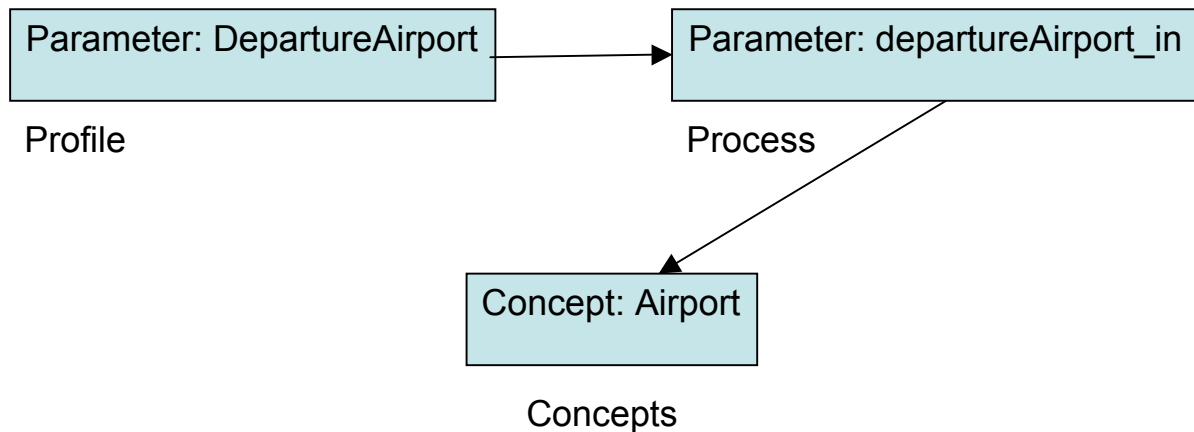 Parameter: DepartureAirport
Parameter: departureAirport_in
Profile
Process
Concept: Airport
Concepts